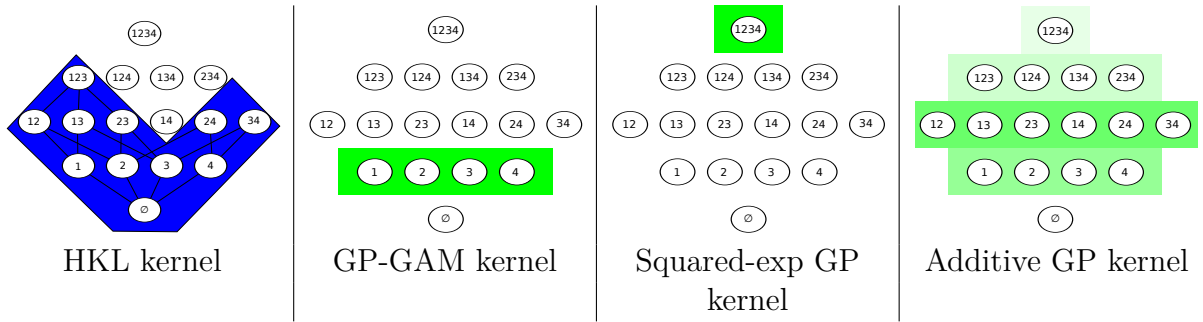 1234
123 124 134 234
12 13 23 14 24 34
1 2 3 4
∅
HKL kernel
1234
123 124 134 234
12 13 23 14 24 34
1 2 3 4
∅
GP-GAM kernel
1234
123 124 134 234
12 13 23 14 24 34
1 2 3 4
∅
Squared-exp GP
kernel
1234
123 124 134 234
12 13 23 14 24 34
1 2 3 4
∅
Additive GP kernel